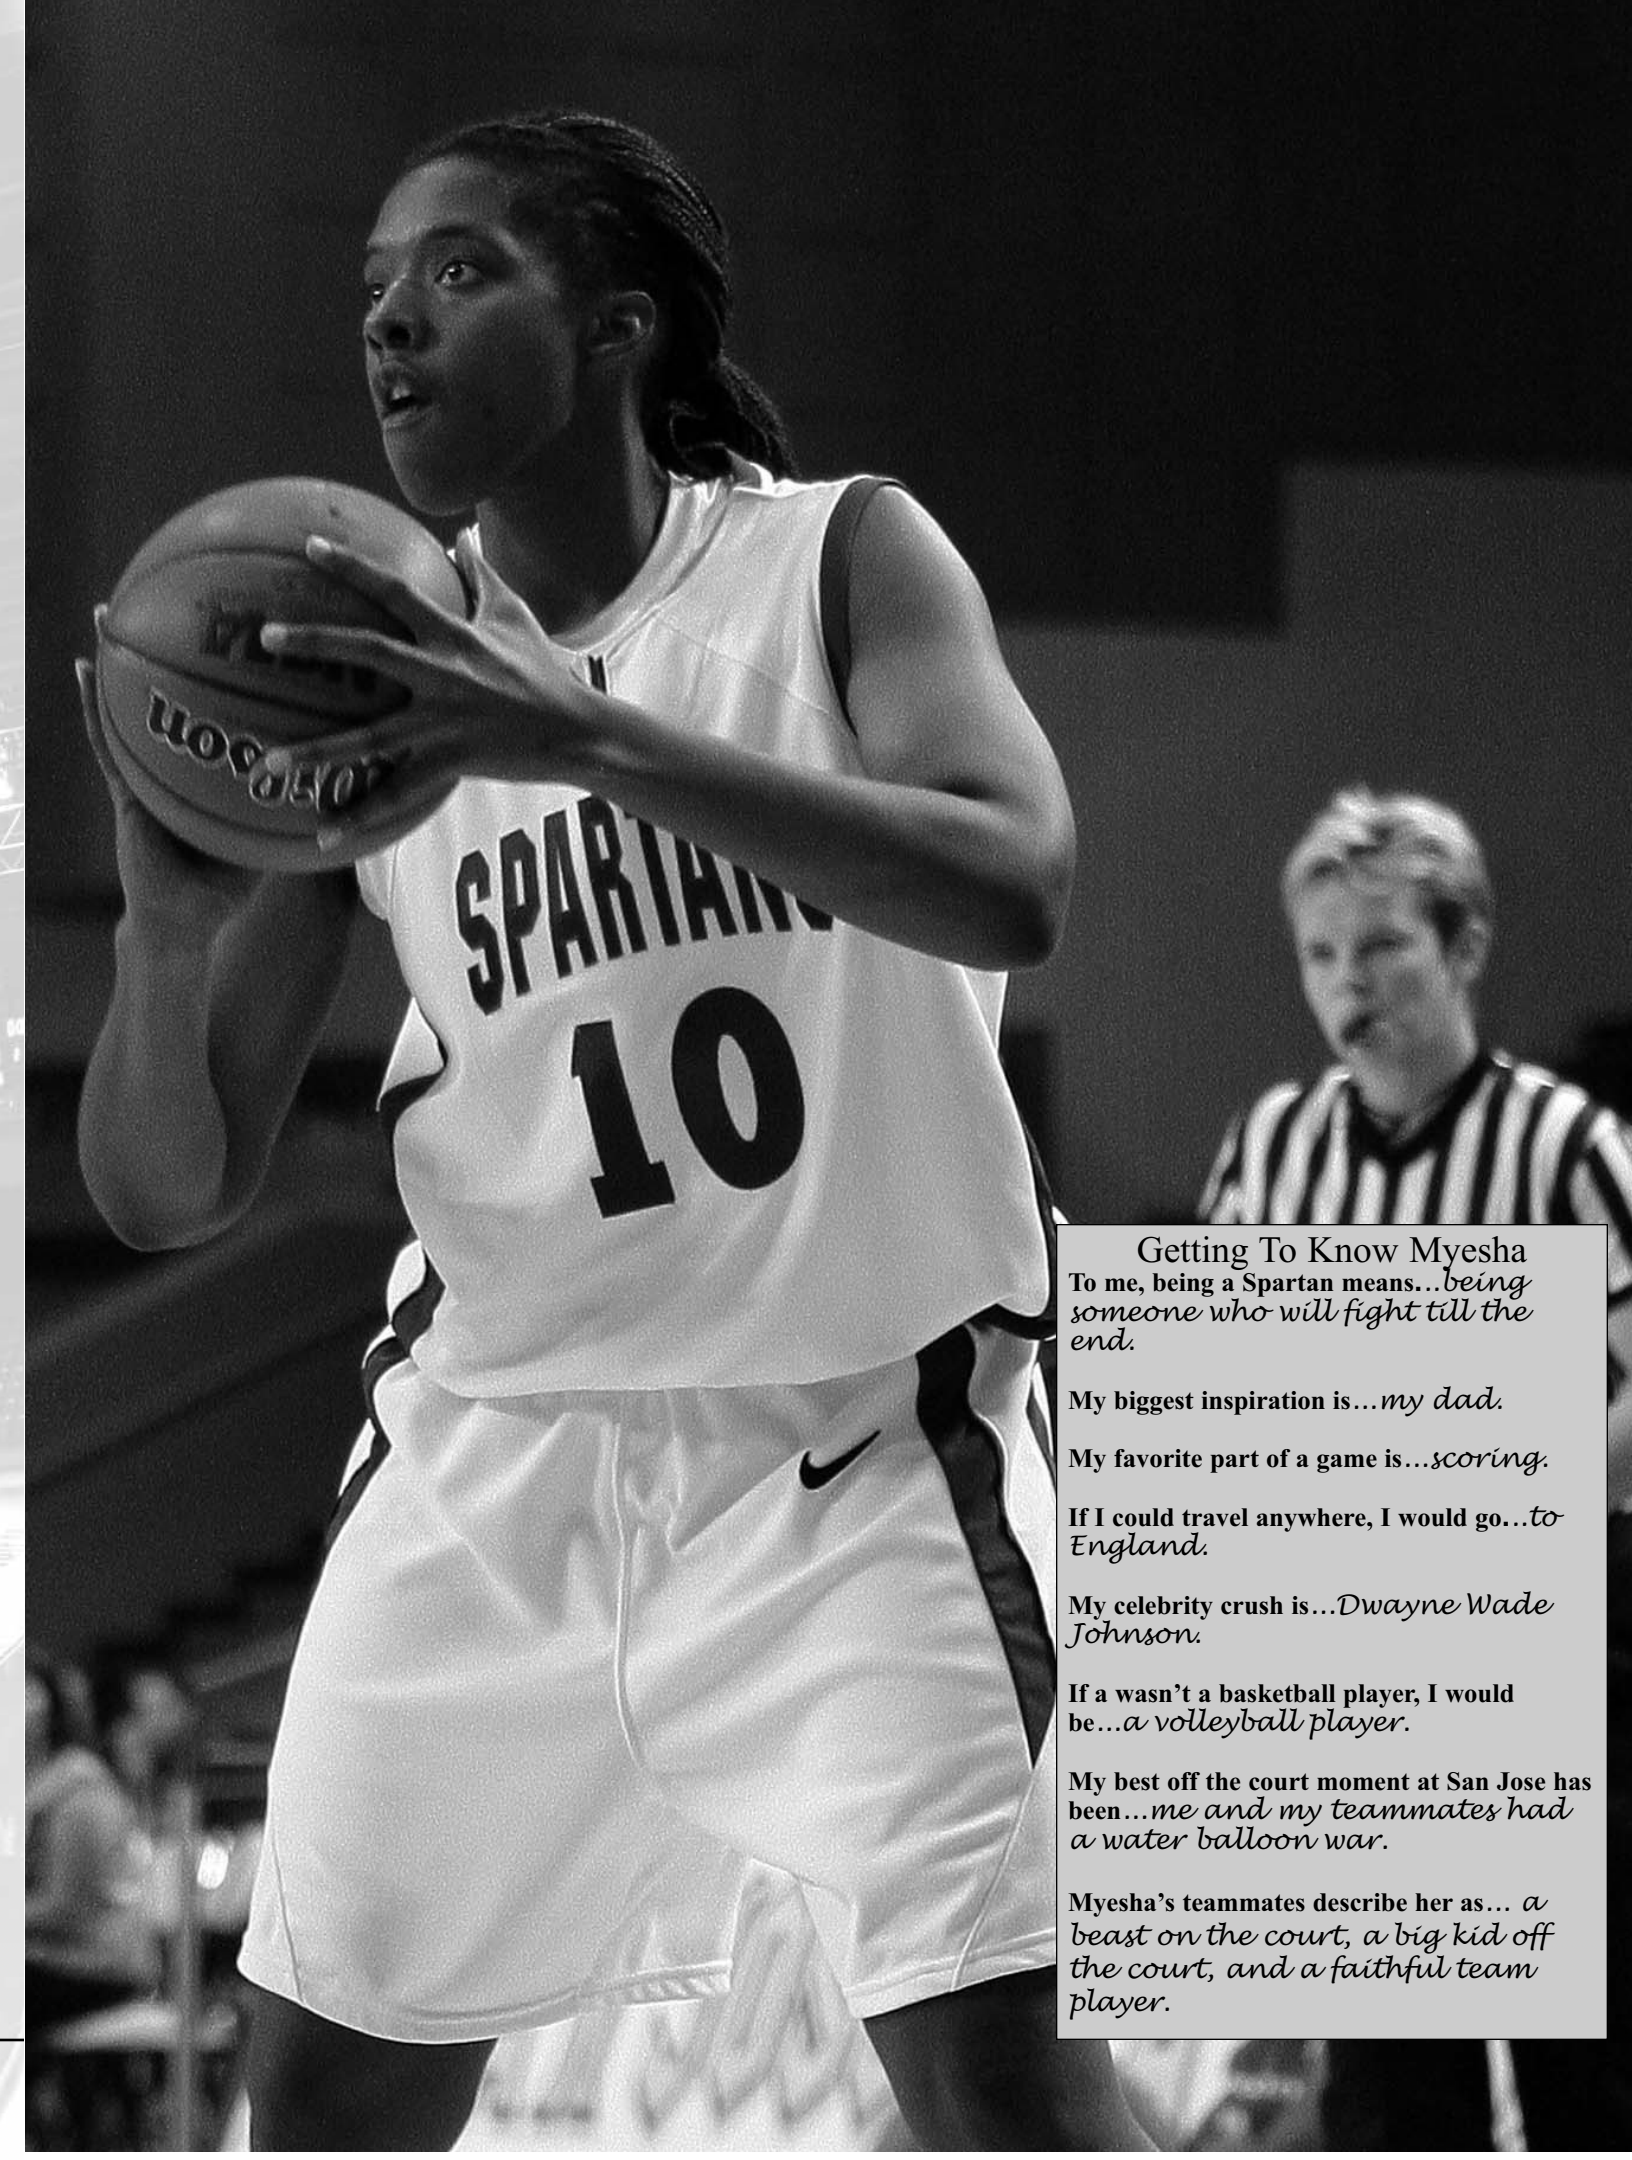 wilson
SPARTANS
10
Getting To Know Myesha
To me, being a Spartan means…being
someone who will fight till the
end.
My biggest inspiration is…my dad.
My favorite part of a game is…scoring.
If I could travel anywhere, I would go…to
England.
My celebrity crush is…Dwayne Wade
Johnson.
If a wasn’t a basketball player, I would
be…a volleyball player.
My best off the court moment at San Jose has
been…me and my teammates had
a water balloon war.
Myesha’s teammates describe her as… a
beast on the court, a big kid off
the court, and a faithful team
player.